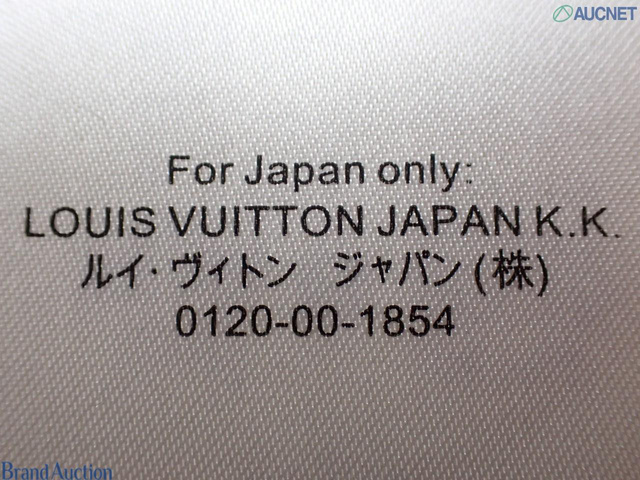 AUCNET
For Japan only:
LOUIS VUITTON JAPAN K.K.
ルイ・ヴィトン ジャパン(株)
0120-00-1854
BrandAuction